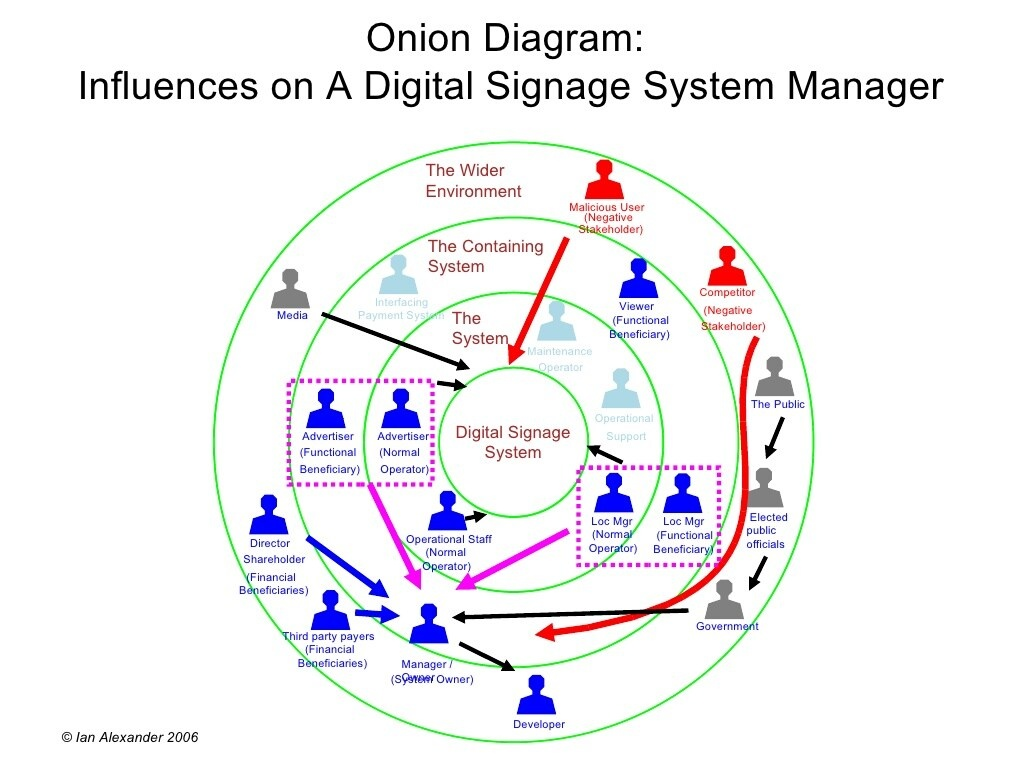 Onion Diagram:
Influences on A Digital Signage System Manager
The Wider
Environment
Malicious User
(Negative
Stakeholder)
The Containing
System
Interfacing
Payment System
Media
Viewer
(Functional
Beneficiary)
Competitor
(Negative
Stakeholder)
The
System
Maintenance
Operator
The Public
Operational
Support
Advertiser
(Functional
Beneficiary)
Advertiser
(Normal
Operator)
Digital Signage
System
Loc Mgr
(Normal
Operator)
Loc Mgr
(Functional
Beneficiary)
Elected
public
officials
Operational Staff
(Normal
Operator)
Director
Shareholder
(Financial
Beneficiaries)
Third party payers
(Financial
Beneficiaries)
Manager /
Owner
(System Owner)
Government
Developer
© Ian Alexander 2006